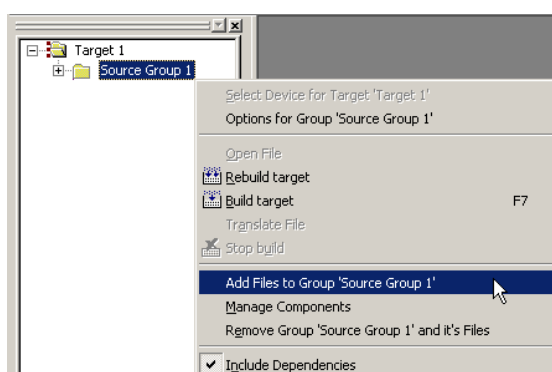 Target 1
Source Group 1
Select Device for Target 'Target 1'
Options for Group 'Source Group 1'
Open File
Rebuild target
Build target F7
Translate File
Stop build
Add Files to Group 'Source Group 1'
Manage Components
Remove Group 'Source Group 1' and it's Files
Include Dependencies